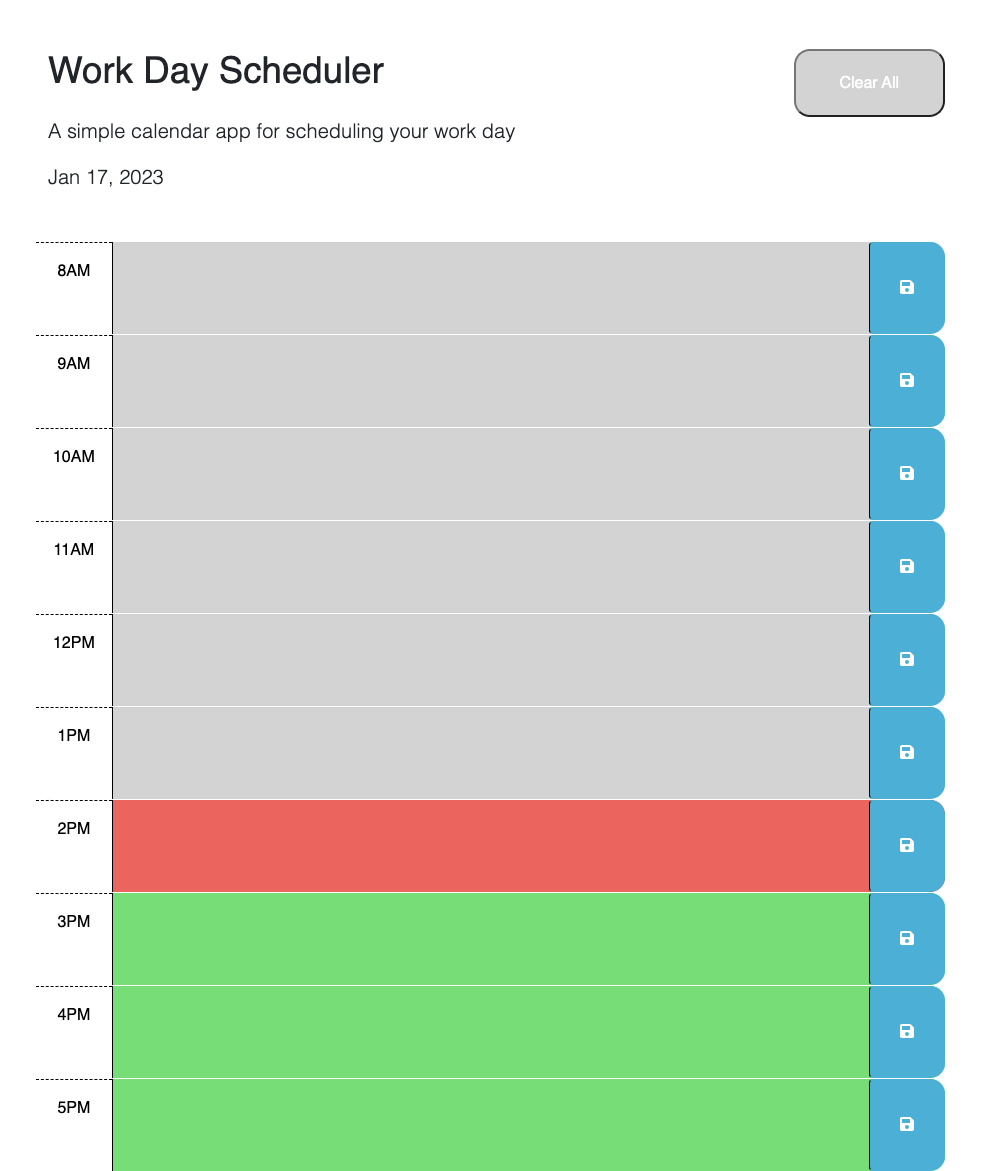 Work Day Scheduler
Clear All
A simple calendar app for scheduling your work day
Jan 17, 2023
8AM
9AM
10AM
11AM
12PM
1PM
2PM
3PM
4PM
5PM